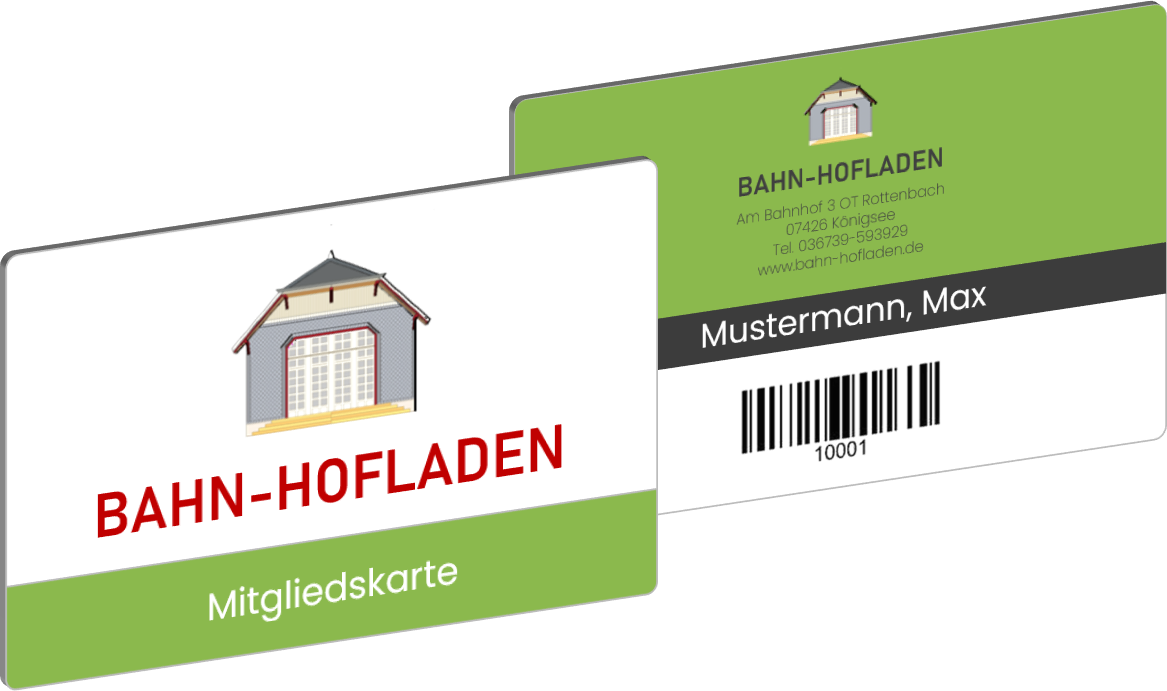 BAHN-HOFLADEN
Mitgliedskarte
BAHN-HOFLADEN
Am Bahnhof 3 OT Rottenbach
07426 Königsee
Tel. 036739-593929
www.bahn-hofladen.de
Mustermann, Max
10001